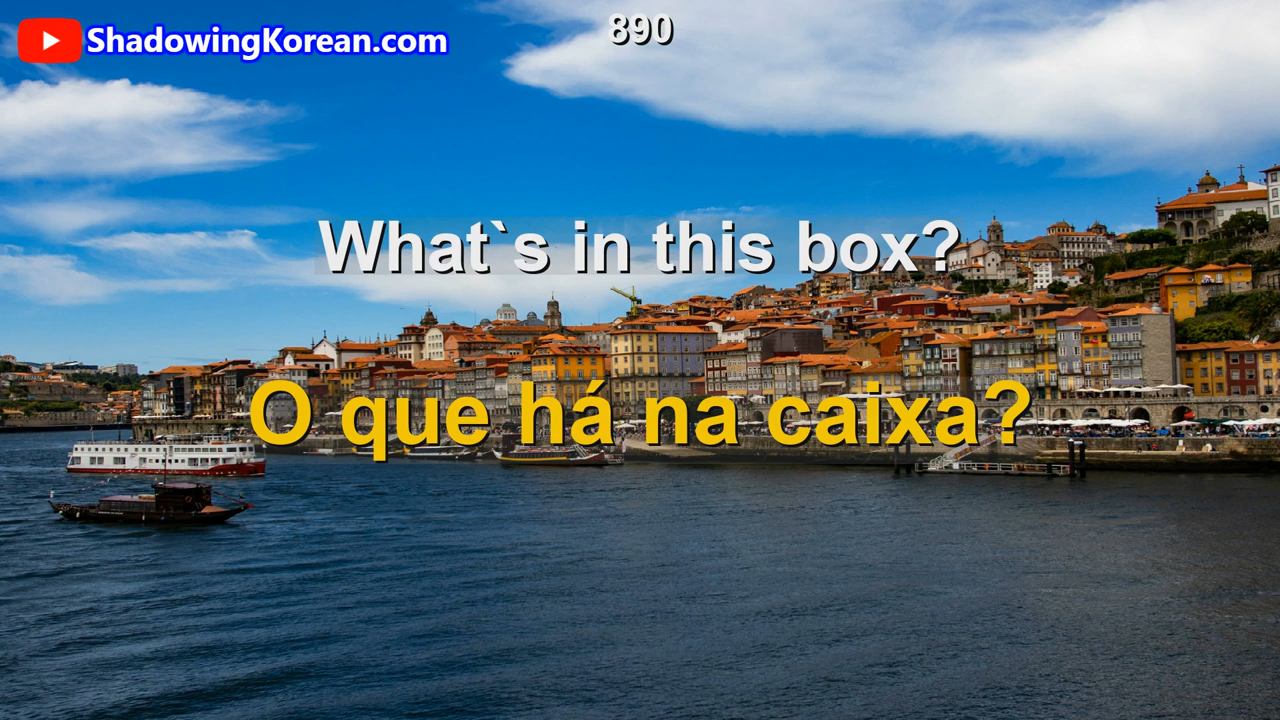 890
ShadowingKorean.com
What`s in this box?
O que há na caixa?